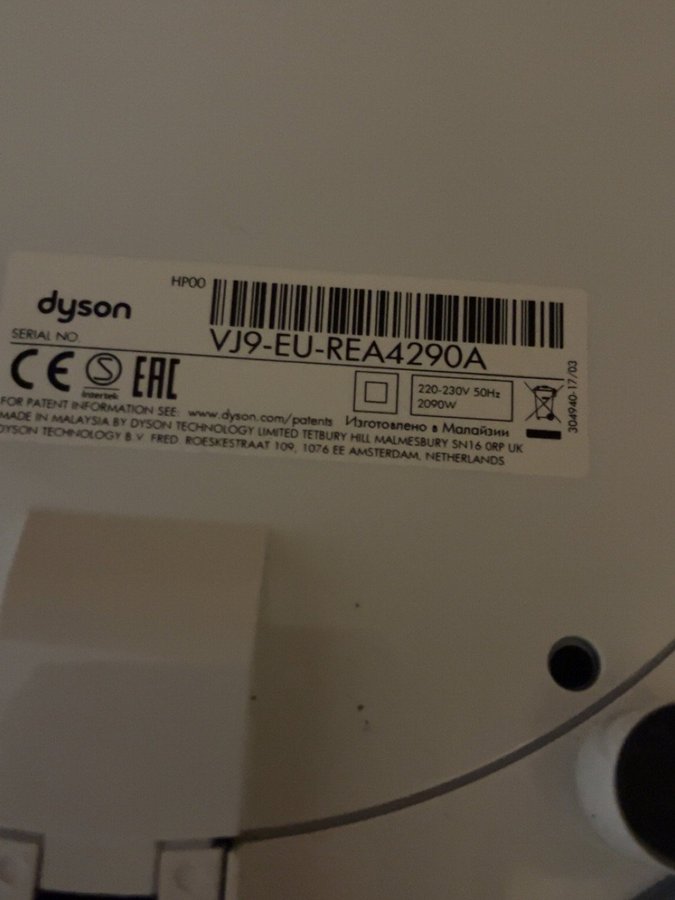 HP00
dyson
SERIAL NO.
VJ9-EU-REA4290A
CE S Intertek EAC
220-230V 50Hz
2090W
304940-17/03
FOR PATENT INFORMATION SEE: www.dyson.com/patents Изготовлено в Малайзии
MADE IN MALAYSIA BY DYSON TECHNOLOGY LIMITED TETBURY HILL MALMESBURY SN16 0RP UK
DYSON TECHNOLOGY B.V. FRED. ROESKESTRAAT 109, 1076 EE AMSTERDAM, NETHERLANDS